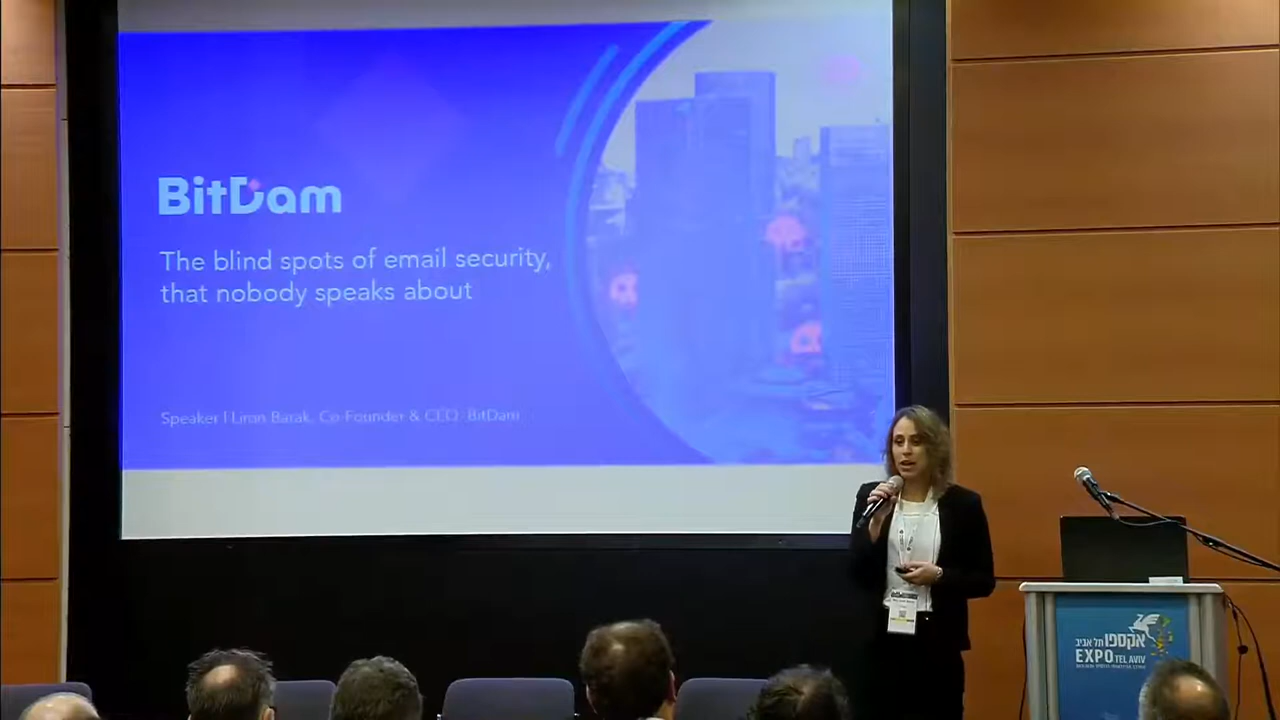 BitDam
The blind spots of email security,
that nobody speaks about
Speaker | Liron Barak, Co-Founder & CEO, BitDam
אקספו תל אביב
EXPO TEL AVIV